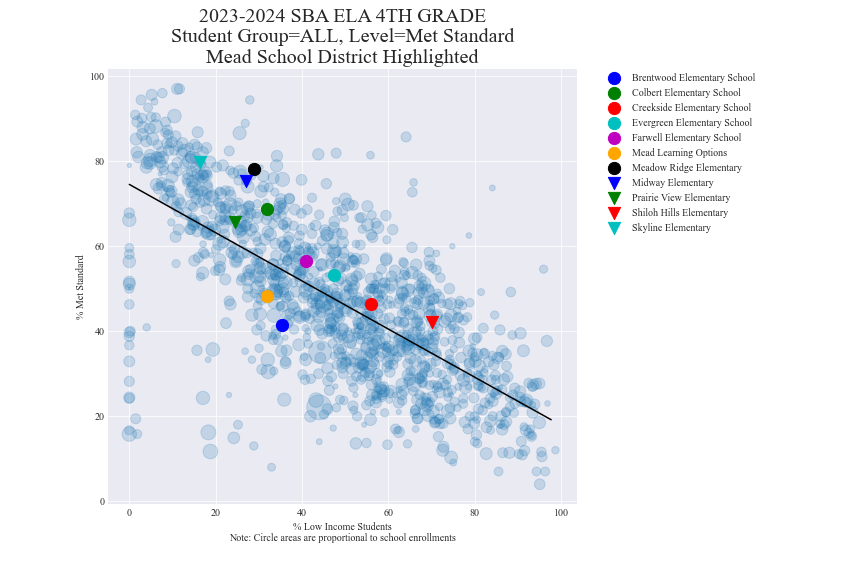 2023-2024 SBA ELA 4TH GRADE
Student Group=ALL, Level=Met Standard
Mead School District Highlighted
100
80
60
40
20
0
% Met Standard
0 20 40 60 80 100
% Low Income Students
Note: Circle areas are proportional to school enrollments
Brentwood Elementary School
Colbert Elementary School
Creekside Elementary School
Evergreen Elementary School
Farwell Elementary School
Mead Learning Options
Meadow Ridge Elementary
Midway Elementary
Prairie View Elementary
Shiloh Hills Elementary
Skyline Elementary